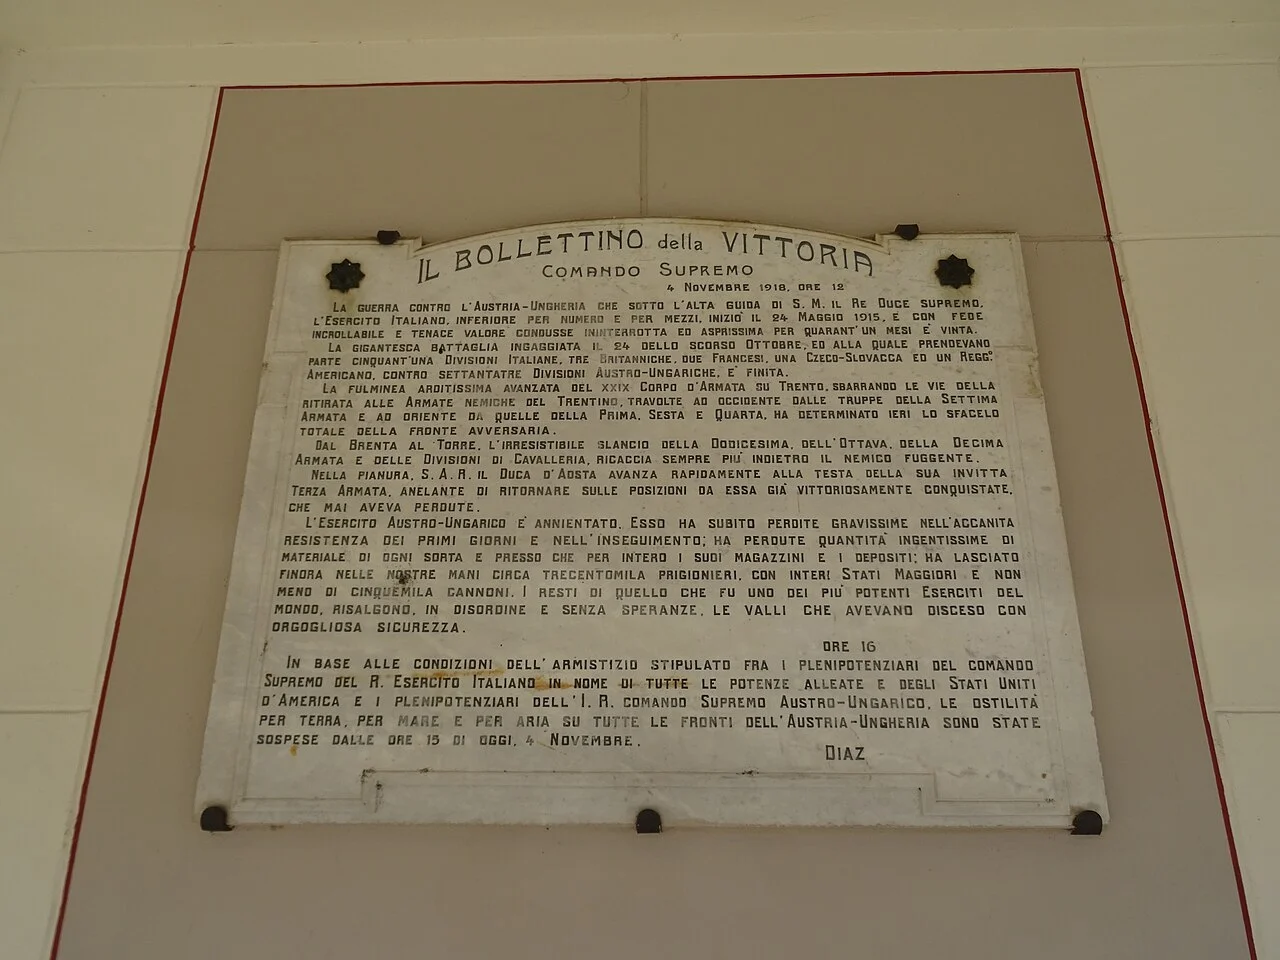 IL BOLLETTINO della VITTORIA
COMANDO SUPREMO
4 NOVEMBRE 1918, ORE 12
LA GUERRA CONTRO L'AUSTRIA-UNGHERIA CHE SOTTO L'ALTA GUIDA DI S. M. IL RE DUCE SUPREMO,
L'ESERCITO ITALIANO, INFERIORE PER NUMERO E PER MEZZI, INIZIÒ IL 24 MAGGIO 1915, E CON FEDE
INCROLLABILE E TENACE VALORE CONDUSSE ININTERROTTA ED ASPRISSIMA PER QUARANT'UN MESI E' VINTA.
LA GIGANTESCA BATTAGLIA INGAGGIATA IL 24 DELLO SCORSO OTTOBRE, ED ALLA QUALE PRENDEVANO
PARTE CINQUANT'UNA DIVISIONI ITALIANE, TRE BRITANNICHE, DUE FRANCESI, UNA CZECO-SLOVACCA ED UN REGG.º
AMERICANO, CONTRO SETTANTATRE DIVISIONI AUSTRO-UNGARICHE, E' FINITA.
LA FULMINEA ARDITISSIMA AVANZATA DEL XXIX CORPO D'ARMATA SU TRENTO, SBARRANDO LE VIE DELLA
RITIRATA ALLE ARMATE NEMICHE DEL TRENTINO, TRAVOLTE AD OCCIDENTE DALLE TRUPPE DELLA SETTIMA
ARMATA E AD ORIENTE DA QUELLE DELLA PRIMA, SESTA E QUARTA, HA DETERMINATO IERI LO SFACELO
TOTALE DELLA FRONTE AVVERSARIA.
DAL BRENTA AL TORRE, L'IRRESISTIBILE SLANCIO DELLA DODICESIMA, DELL'OTTAVA, DELLA DECIMA
ARMATA E DELLE DIVISIONI DI CAVALLERIA, RICACCIA SEMPRE PIU' INDIETRO IL NEMICO FUGGENTE.
NELLA PIANURA, S. A. R. IL DUCA D'AOSTA AVANZA RAPIDAMENTE ALLA TESTA DELLA SUA INVITTA
TERZA ARMATA, ANELANTE DI RITORNARE SULLE POSIZIONI DA ESSA GIA' VITTORIOSAMENTE CONQUISTATE,
CHE MAI AVEVA PERDUTE.
L'ESERCITO AUSTRO-UNGARICO E' ANNIENTATO. ESSO HA SUBITO PERDITE GRAVISSIME NELL'ACCANITA
RESISTENZA DEI PRIMI GIORNI E NELL'INSEGUIMENTO; HA PERDUTE QUANTITA' INGENTISSIME DI
MATERIALE DI OGNI SORTA E PRESSO CHE PER INTERO I SUOI MAGAZZINI E I DEPOSITI; HA LASCIATO
FINORA NELLE NOSTRE MANI CIRCA TRECENTOMILA PRIGIONIERI, CON INTERI STATI MAGGIORI E NON
MENO DI CINQUEMILA CANNONI. I RESTI DI QUELLO CHE FU UNO DEI PIU' POTENTI ESERCITI DEL
MONDO, RISALGONO, IN DISORDINE E SENZA SPERANZE, LE VALLI CHE AVEVANO DISCESO CON
ORGOGLIOSA SICUREZZA.
ORE 16
IN BASE ALLE CONDIZIONI DELL'ARMISTIZIO STIPULATO FRA I PLENIPOTENZIARI DEL COMANDO
SUPREMO DEL R. ESERCITO ITALIANO IN NOME DI TUTTE LE POTENZE ALLEATE E DEGLI STATI UNITI
D'AMERICA E I PLENIPOTENZIARI DELL'I. R. COMANDO SUPREMO AUSTRO-UNGARICO, LE OSTILITÀ
PER TERRA, PER MARE E PER ARIA SU TUTTE LE FRONTI DELL'AUSTRIA-UNGHERIA SONO STATE
SOSPESE DALLE ORE 15 DI OGGI, 4 NOVEMBRE.
DIAZ